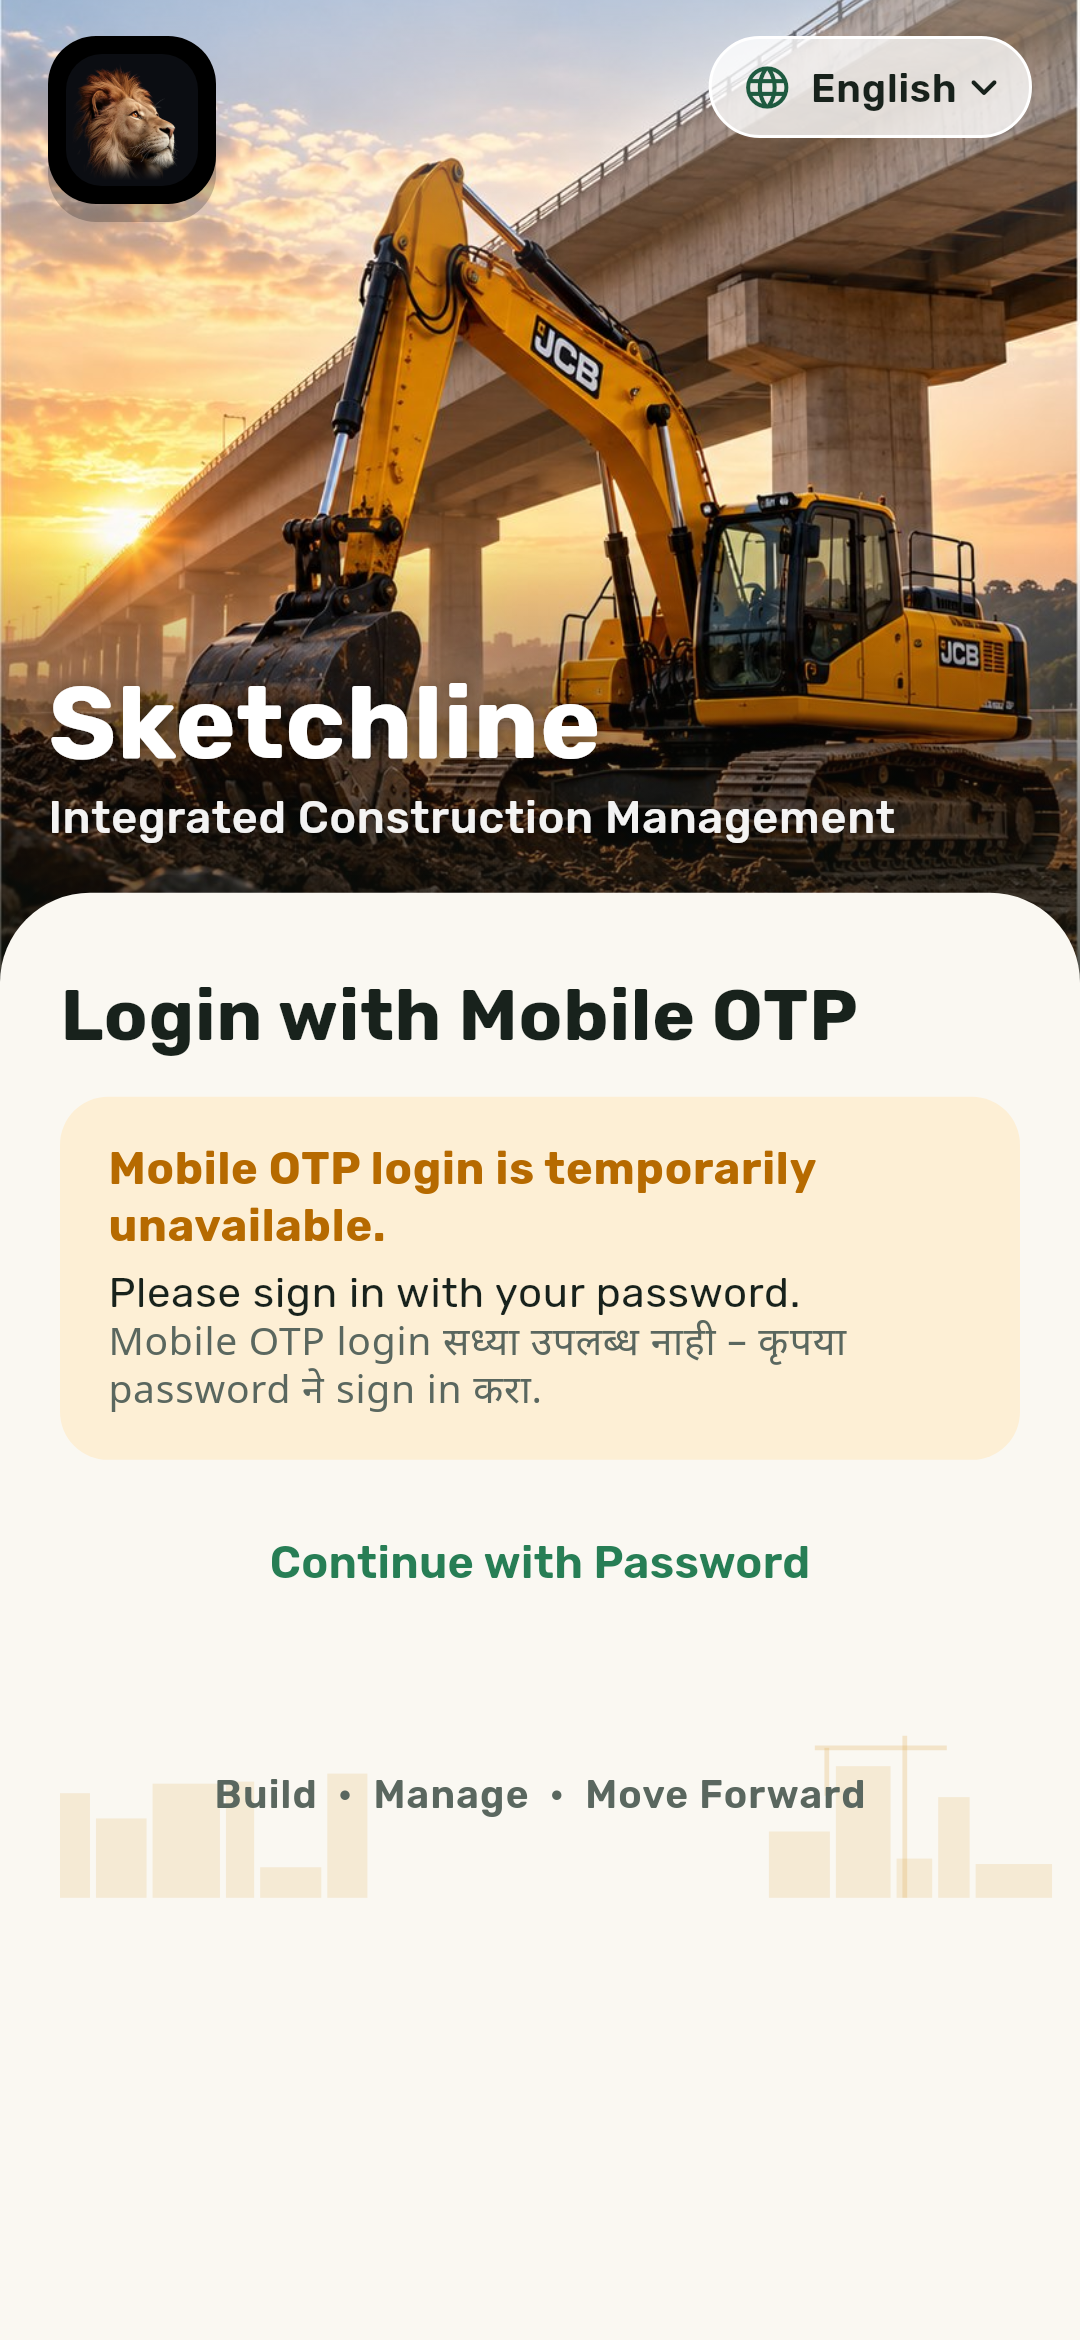 English
JCB
JCB
Sketchline
Integrated Construction Management
Login with Mobile OTP
Mobile OTP login is temporarily
unavailable.
Please sign in with your password.
Mobile OTP login सध्या उपलब्ध नाही – कृपया
password ने sign in करा.
Continue with Password
Build • Manage • Move Forward